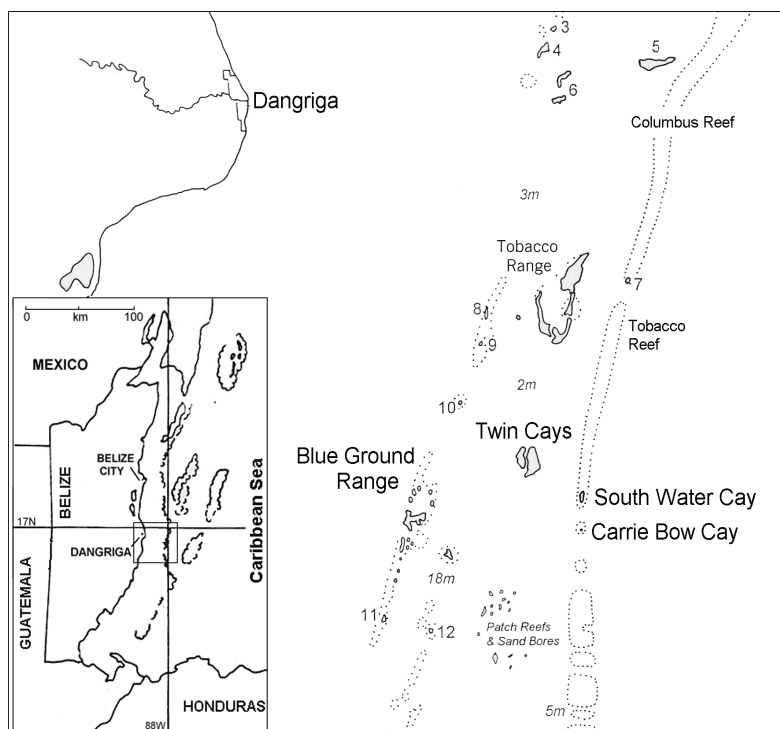 3
4
5
6
Dangriga
Columbus Reef
3m
Tobacco
Range
7
8
9
Tobacco
Reef
2m
10
Twin Cays
Blue Ground
Range
South Water Cay
Carrie Bow Cay
18m
11
12
Patch Reefs
& Sand Bores
5m
0 km 100
MEXICO
BELIZE
CITY
BELIZE
17N
DANGRIGA
GUATEMALA
Caribbean Sea
HONDURAS
88W